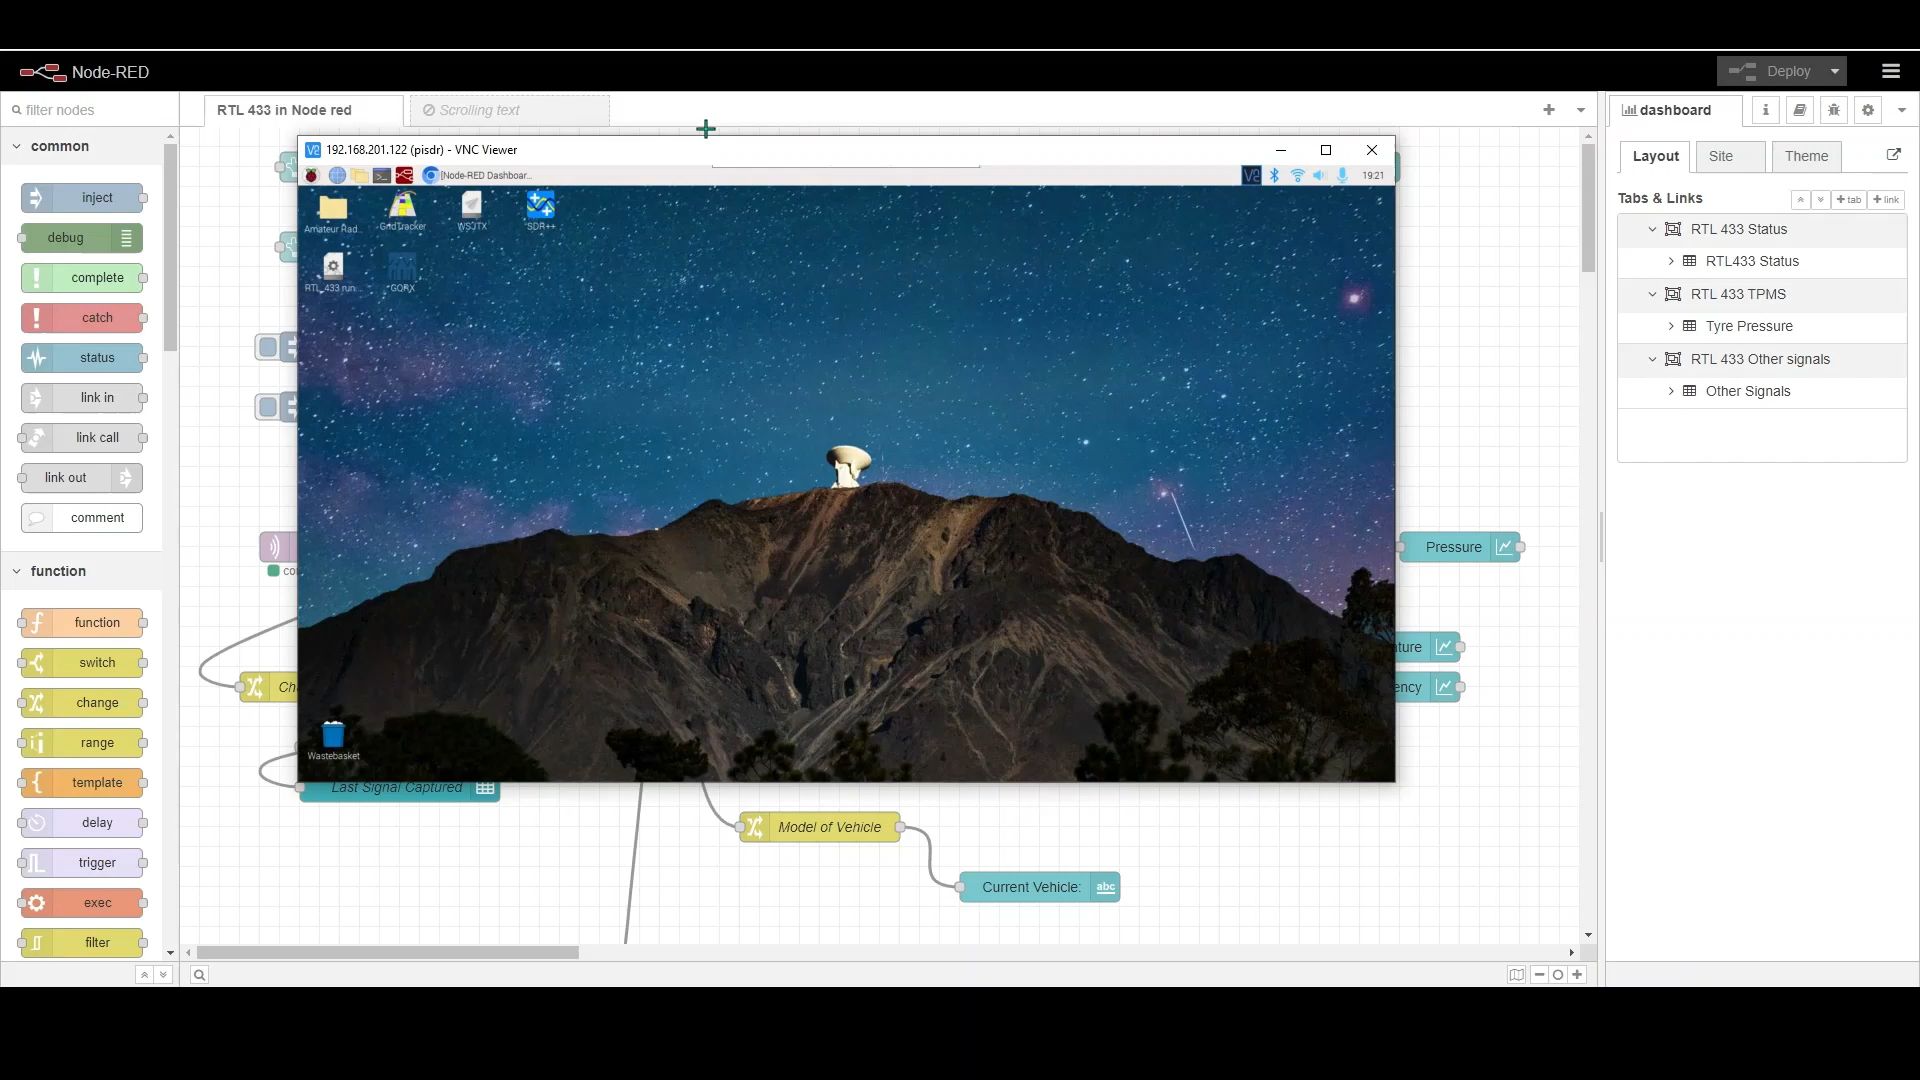 Node-RED
Deploy
filter nodes
RTL 433 in Node red
Scrolling text
dashboard
common
192.168.201.122 (pisdr) - VNC Viewer
[Node-RED Dashboar...
19:21
Layout
Site
Theme
inject
debug
complete
catch
status
link in
link call
link out
comment
function
function
switch
change
range
template
delay
trigger
exec
filter
Amateur Rad...
GridTracker
WSJTX
SDR++
RTL_433 run...
GQRX
Wastebasket
Tabs & Links
tab
link
RTL 433 Status
RTL433 Status
RTL 433 TPMS
Tyre Pressure
RTL 433 Other signals
Other Signals
Pressure
Last Signal Captured
Model of Vehicle
Current Vehicle:
abc